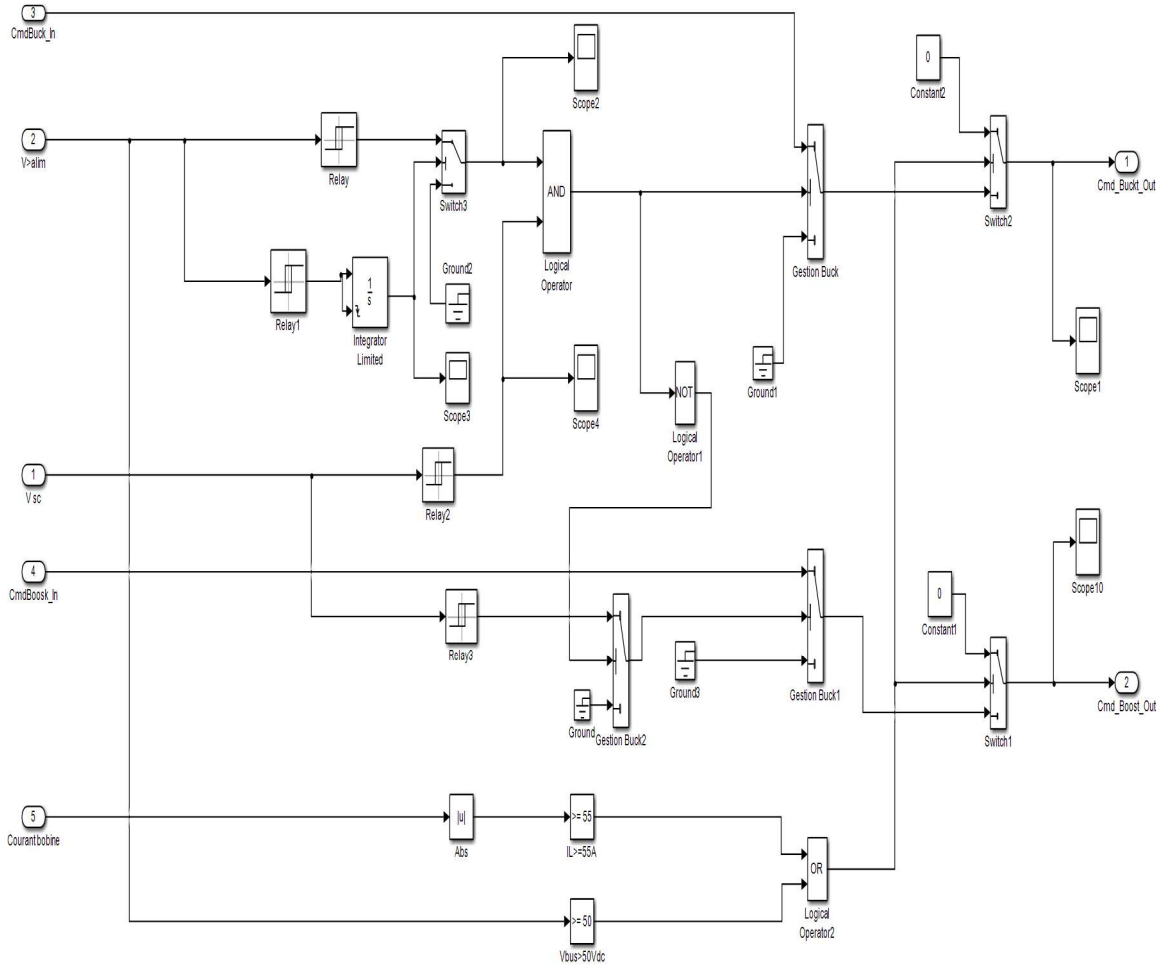 3
CmdBuck_In
Scope2
0
Constant2
2
V>alim
Relay
Switch3
AND
Logical
Operator
Gestion Buck
Switch2
1
Cmd_Buckt_Out
Relay1
1
s
Integrator
Limited
Ground2
Scope3
Scope4
NOT
Logical
Operator1
Ground1
Scope1
1
V sc
Relay2
4
CmdBoosk_In
Relay3
Ground
Gestion Buck2
Ground3
Gestion Buck1
0
Constant1
Scope10
Switch1
2
Cmd_Boost_Out
5
Courantbobine
|u|
Abs
>= 55
IL>=55A
OR
Logical
Operator2
>= 50
Vbus>50Vdc